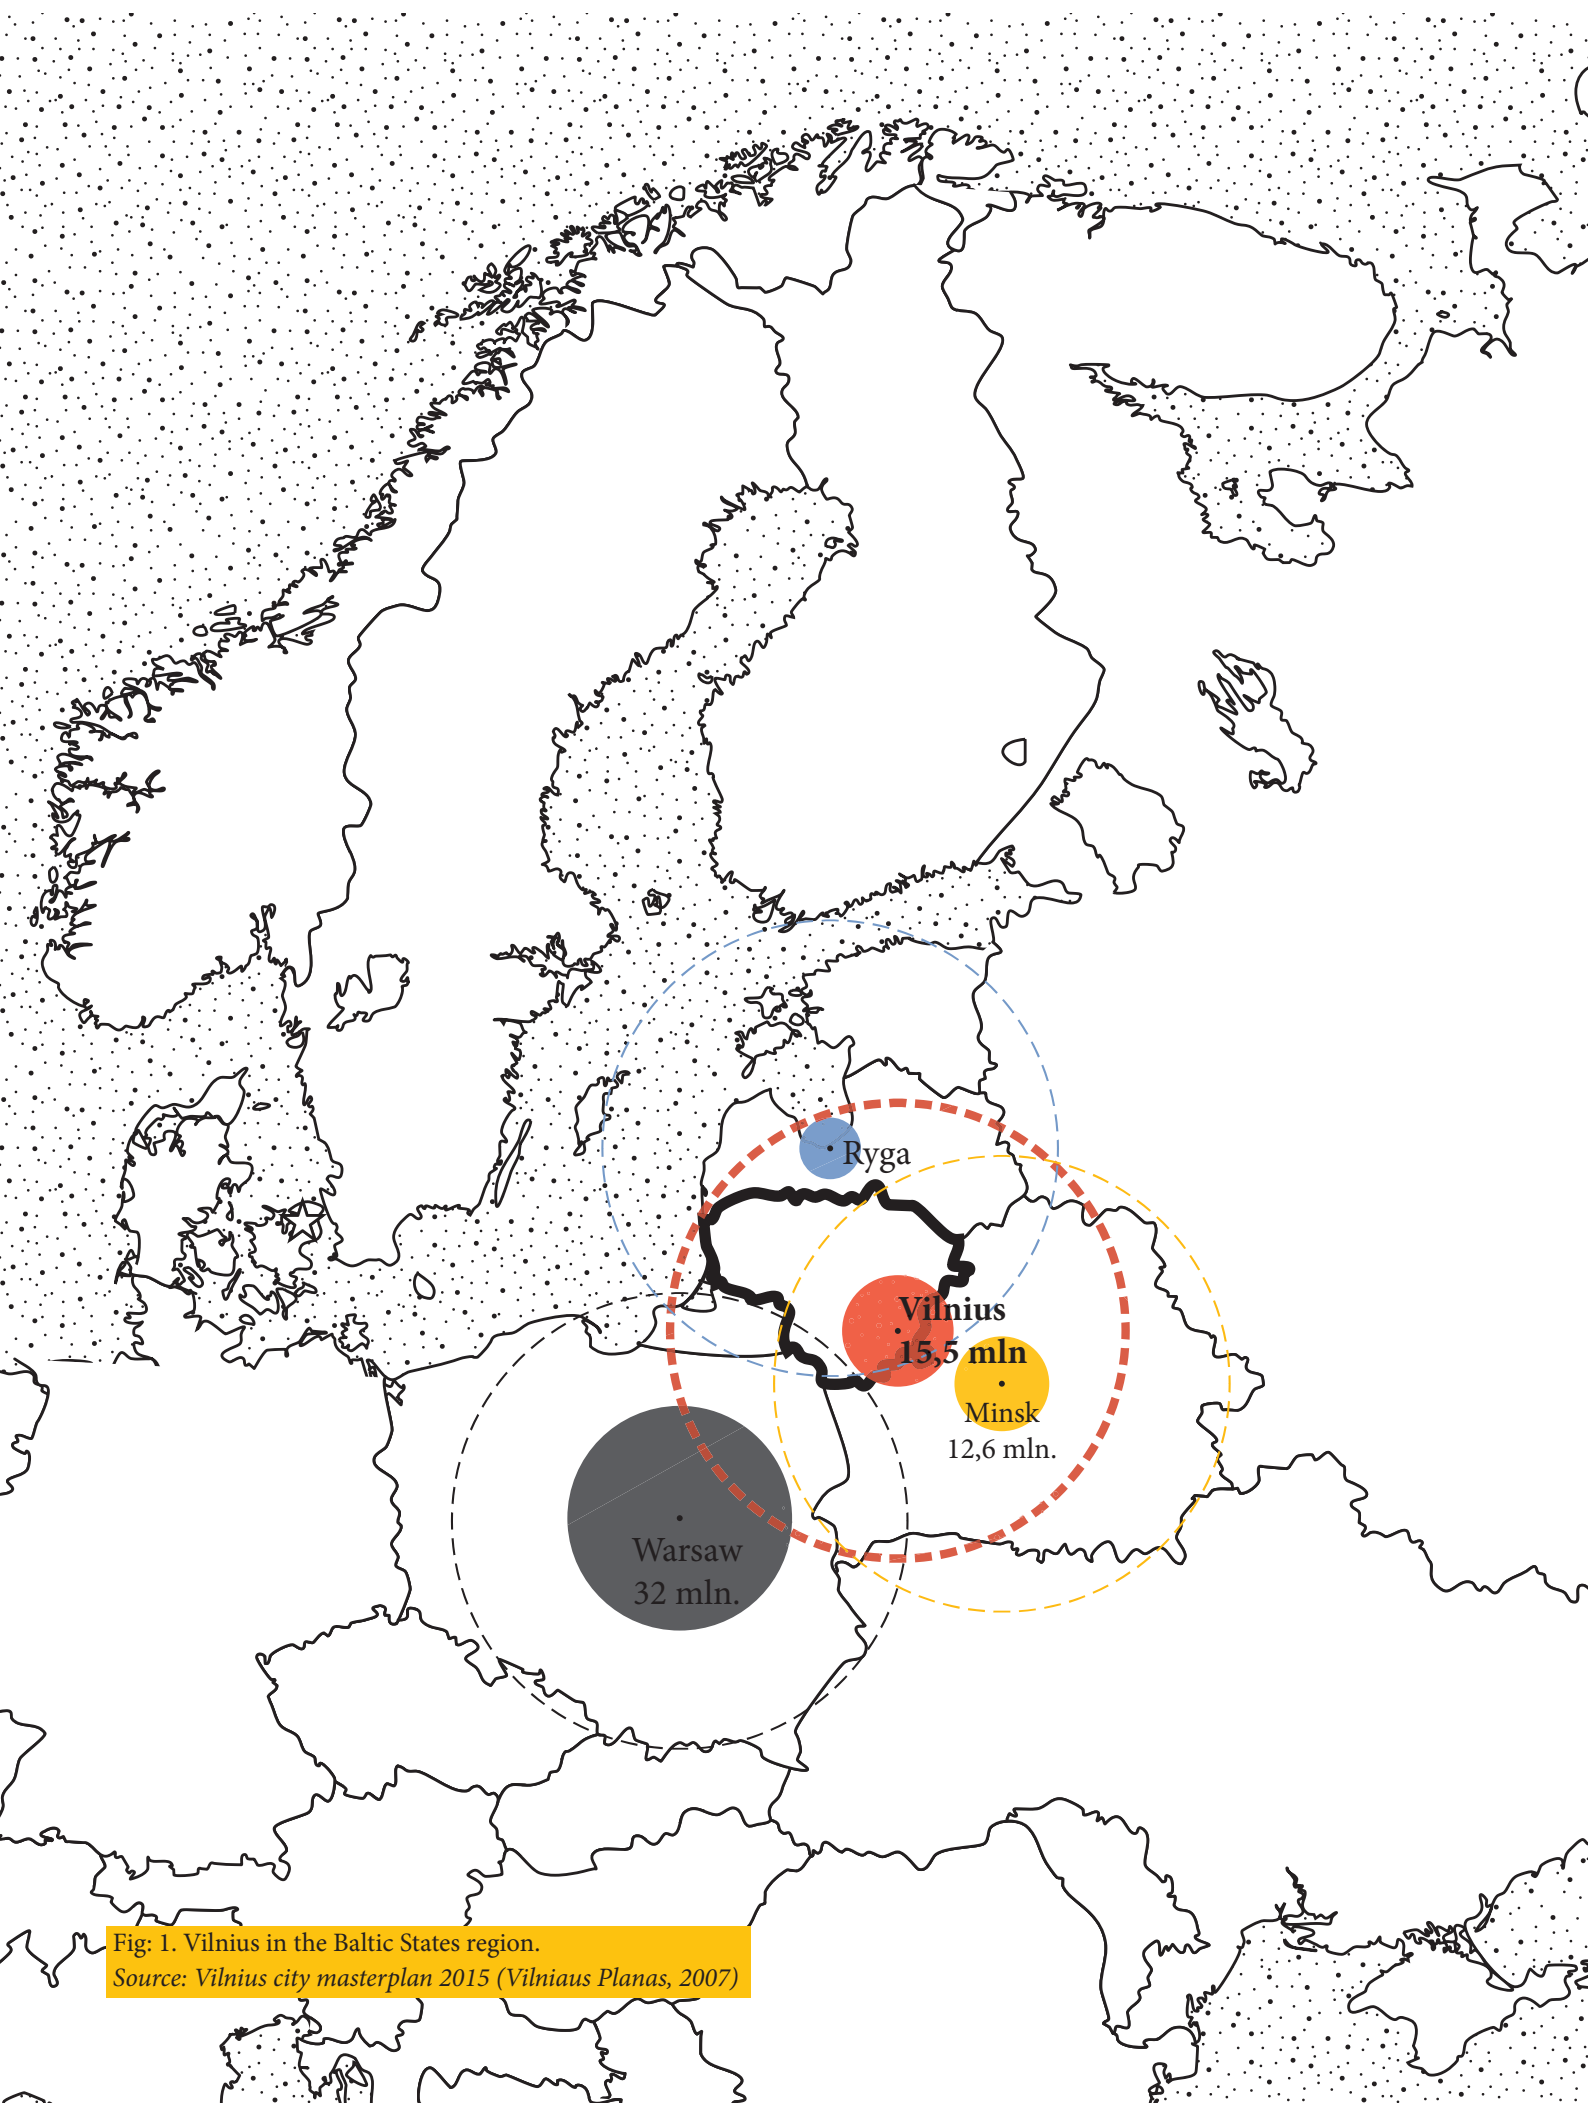 Ryga
Vilnius
15,5 mln
Minsk
12,6 mln.
Warsaw
32 mln.
Fig: 1. Vilnius in the Baltic States region.
Source: Vilnius city masterplan 2015 (Vilniaus Planas, 2007)